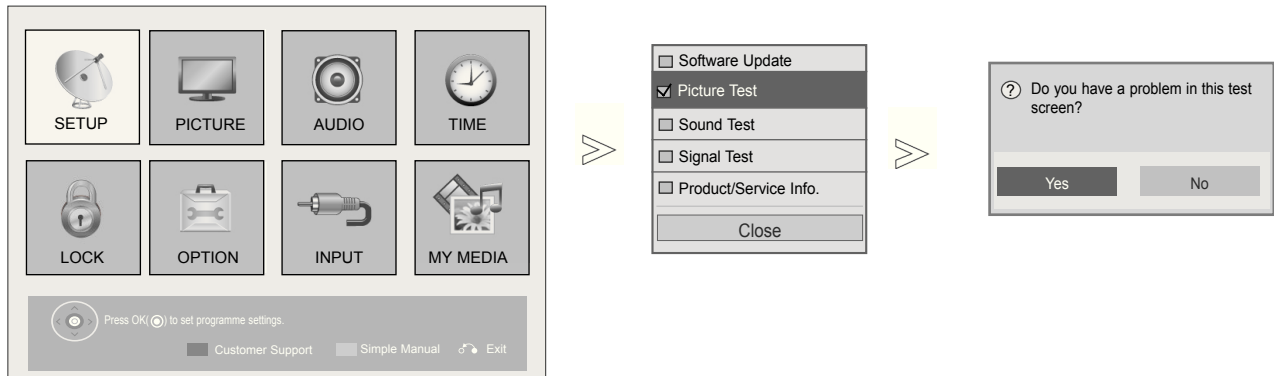 SETUP
PICTURE
AUDIO
TIME
LOCK
OPTION
INPUT
MY MEDIA
Press OK( ) to set programme settings.
Customer Support
Simple Manual
Exit
Software Update
Picture Test
Sound Test
Signal Test
Product/Service Info.
Close
? Do you have a problem in this test
screen?
Yes
No